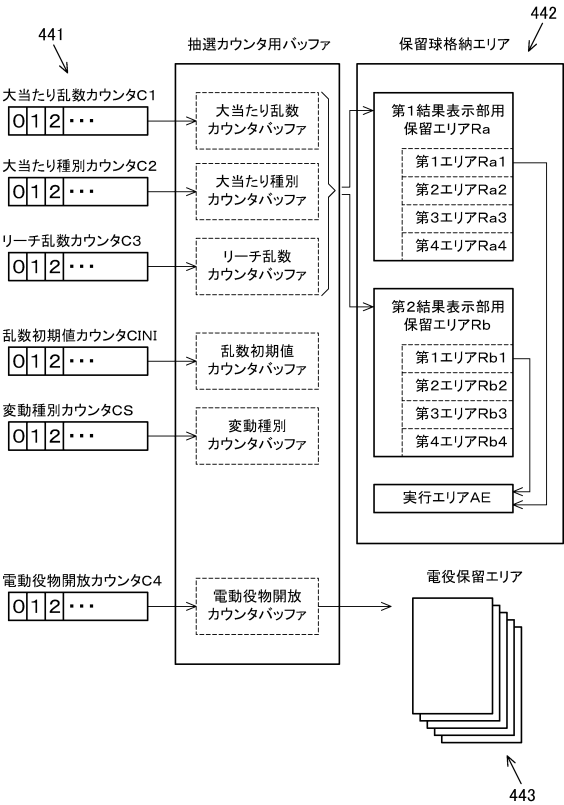 441
442
抽選カウンタ用バッファ
保留球格納エリア
大当たり乱数カウンタC1
0 1 2 ･･･
大当たり乱数
カウンタバッファ
大当たり種別カウンタC2
0 1 2 ･･･
大当たり種別
カウンタバッファ
リーチ乱数カウンタC3
0 1 2 ･･･
リーチ乱数
カウンタバッファ
乱数初期値カウンタCINI
0 1 2 ･･･
乱数初期値
カウンタバッファ
変動種別カウンタCS
0 1 2 ･･･
変動種別
カウンタバッファ
電動役物開放カウンタC4
0 1 2 ･･･
電動役物開放
カウンタバッファ
第1結果表示部用
保留エリアRa
第1エリアRa1
第2エリアRa2
第3エリアRa3
第4エリアRa4
第2結果表示部用
保留エリアRb
第1エリアRb1
第2エリアRb2
第3エリアRb3
第4エリアRb4
実行エリアAE
電役保留エリア
443